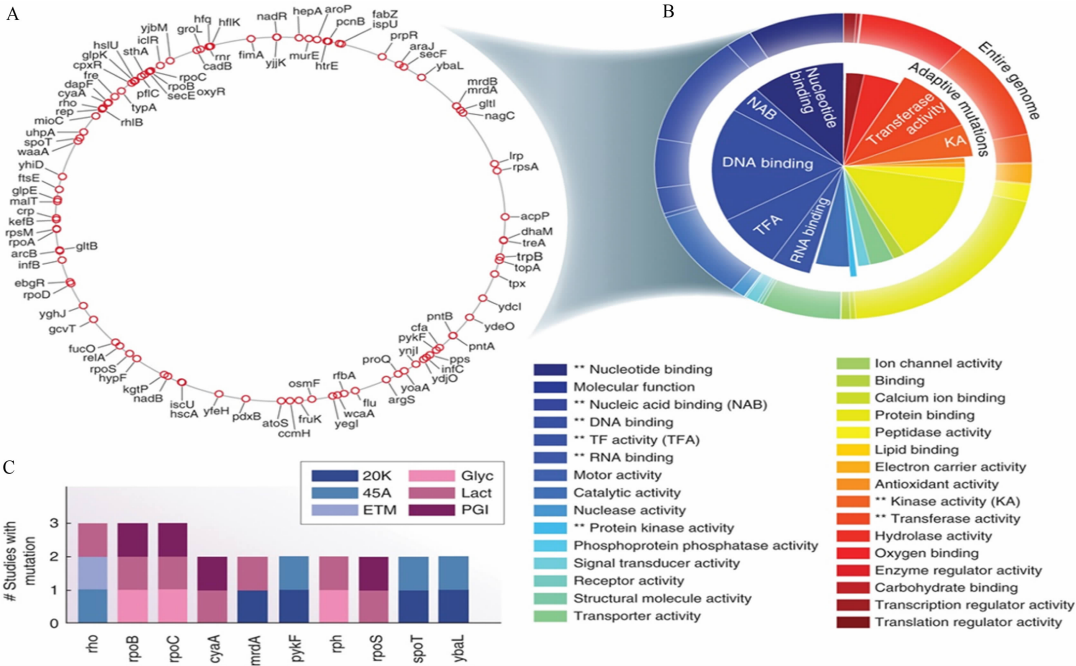 A
B
yjbM
groL
hfq
hflK
nadR
hepA
aroP
pcnB
fabZ
ispU
prpR
araJ
secF
ybaL
mrdB
mrdA
gltI
nagC
lrp
rpsA
acpP
dhaM
treA
trpB
topA
tpx
ydcI
ydeO
pntB
pntA
cfa
pykF
ynjI
pps
infC
ydjO
proQ
yoaA
argS
rfbA
flu
wcaA
yegI
osmF
fruK
ccmH
atoS
pdxB
yfeH
hscA
iscU
nadB
kgtP
hypF
rpoS
relA
fucO
gcvT
yghJ
rpoD
ebgR
infB
arcB
gltB
rpoA
rpsM
kefB
crp
malT
glpE
ftsE
yhiD
waaA
spoT
uhpA
mioC
rhlB
rep
rho
cyaA
dapF
typA
fre
cpxR
glpK
hslU
pflC
sthA
iclR
secE
rpoB
rpoC
oxyR
cadB
rnr
fimA
yjjK
murE
htrE
Entire genome
Adaptive mutations
Nucleotide
binding
NAB
DNA binding
TFA
RNA binding
Transferase
activity
KA
** Nucleotide binding
Molecular function
** Nucleic acid binding (NAB)
** DNA binding
** TF activity (TFA)
** RNA binding
Motor activity
Catalytic activity
Nuclease activity
** Protein kinase activity
Phosphoprotein phosphatase activity
Signal transducer activity
Receptor activity
Structural molecule activity
Transporter activity
Ion channel activity
Binding
Calcium ion binding
Protein binding
Peptidase activity
Lipid binding
Electron carrier activity
Antioxidant activity
** Kinase activity (KA)
** Transferase activity
Hydrolase activity
Oxygen binding
Enzyme regulator activity
Carbohydrate binding
Transcription regulator activity
Translation regulator activity
C
20K
45A
ETM
Glyc
Lact
PGI
# Studies with
mutation
3
2
1
0
rho
rpoB
rpoC
cyaA
mrdA
pykF
rph
rpoS
spoT
ybaL